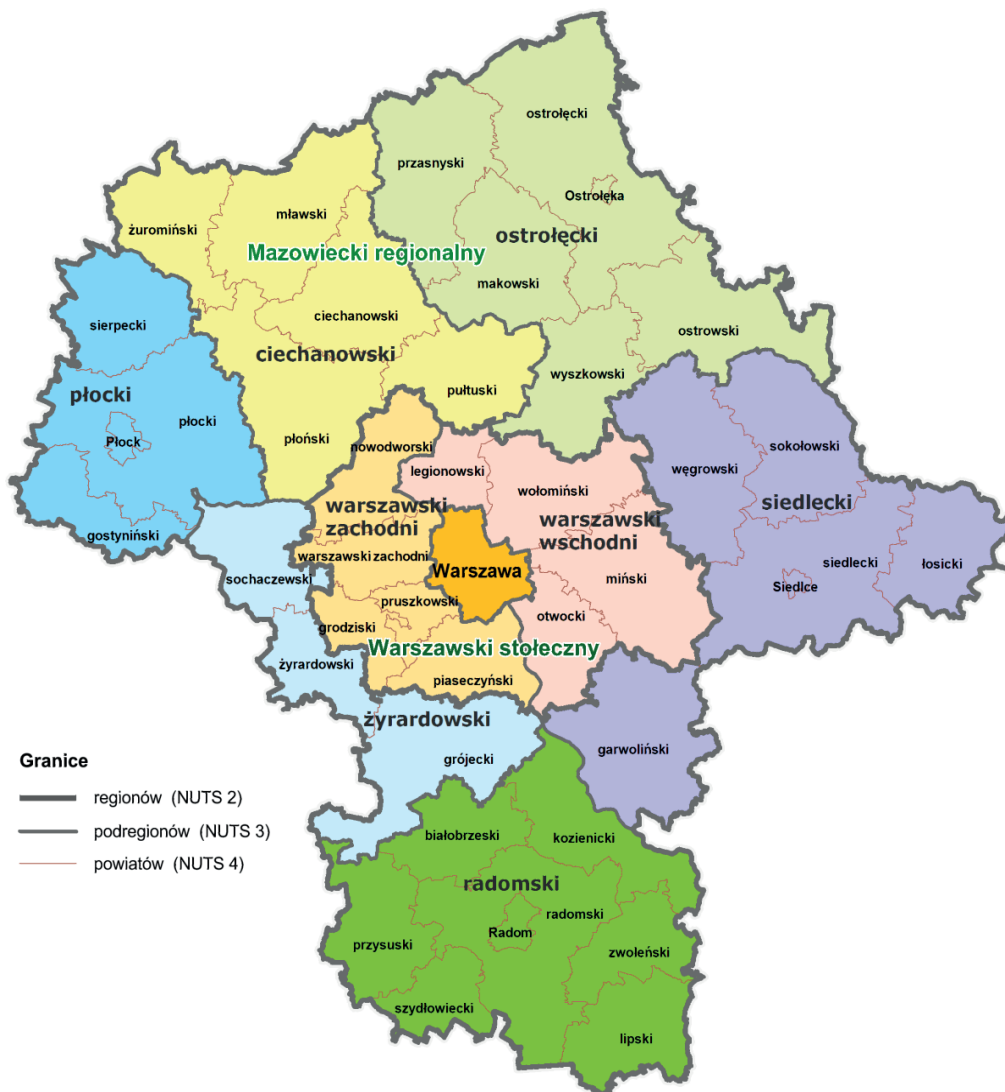 ostrołęcki
przasnyski
Ostrołęka
mławski
żuromiński
ostrołęcki
Mazowiecki regionalny
makowski
ciechanowski
sierpecki
ostrowski
ciechanowski
wyszkowski
pułtuski
płocki
płocki
Płock
płoński
nowodworski
sokołowski
węgrowski
legionowski
wołomiński
siedlecki
warszawski
zachodni
warszawski
wschodni
gostyniński
warszawski zachodni
siedlecki
łosicki
Warszawa
sochaczewski
miński
Siedlce
pruszkowski
otwocki
grodziski
Warszawski stołeczny
żyrardowski
piaseczyński
żyrardowski
garwoliński
grójecki
Granice
regionów (NUTS 2)
podregionów (NUTS 3)
powiatów (NUTS 4)
białobrzeski
kozienicki
radomski
radomski
Radom
przysuski
zwoleński
szydłowiecki
lipski